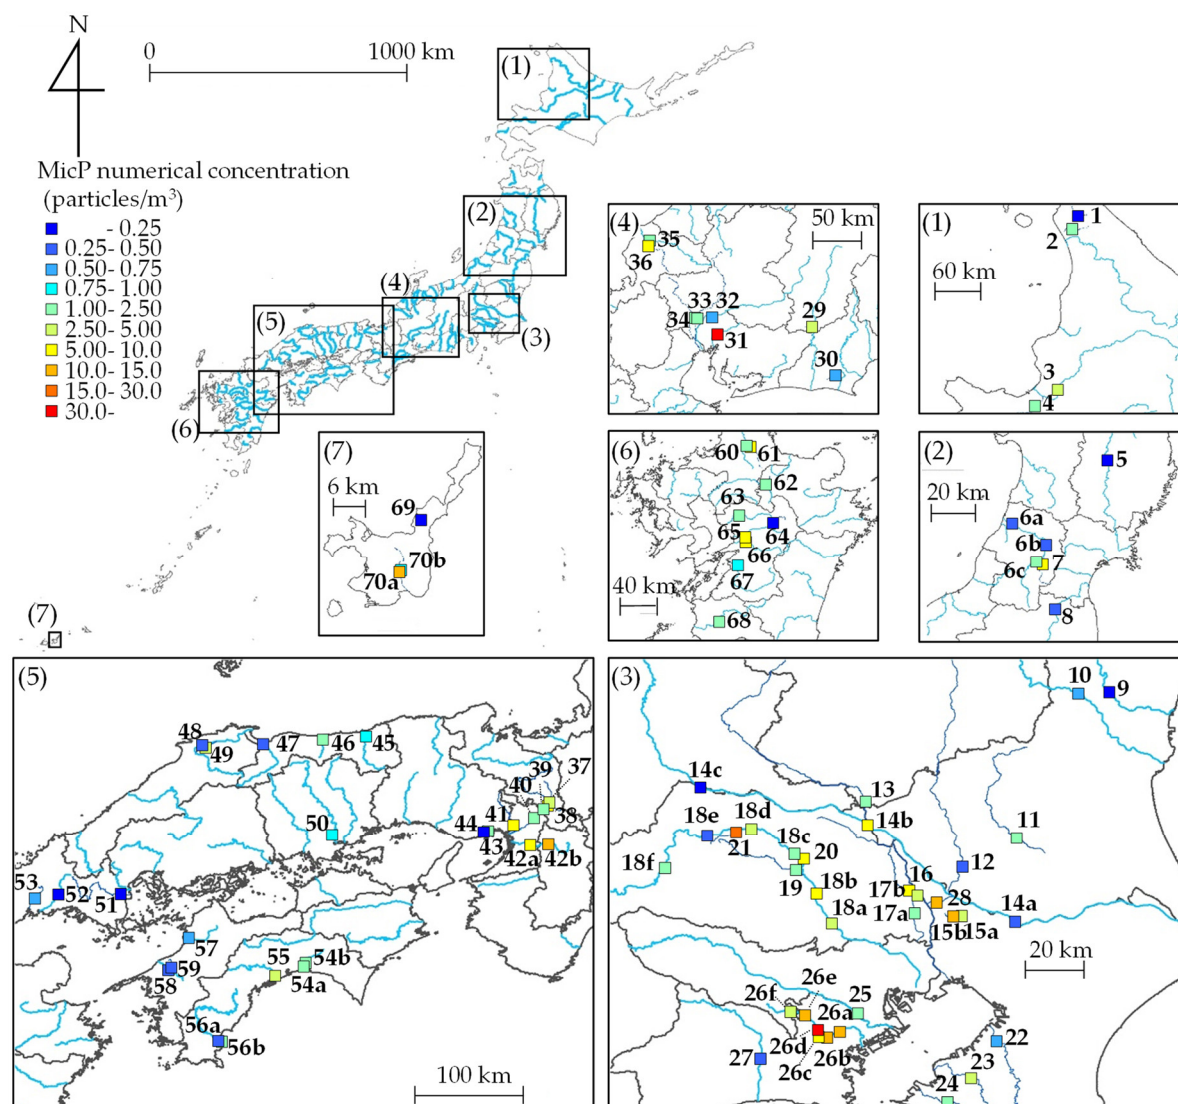 N
0 1000 km
MicP numerical concentration
(particles/m³)
- 0.25
0.25- 0.50
0.50- 0.75
0.75- 1.00
1.00- 2.50
2.50- 5.00
5.00- 10.0
10.0- 15.0
15.0- 30.0
30.0-
(1)
(2)
(3)
(4)
(5)
(6)
(7)
(4)
50 km
35
36
33 32
34
31
29
30
(1)
1
2
60 km
3
4
(7)
6 km
69
70b
70a
(6)
60 61
62
63
64
65
66
67
40 km
68
(2)
5
20 km
6a
6b
6c
7
8
(5)
48
49
47
46
45
40
39
37
38
41
44
43
42a
42b
50
53
52
51
57
59
58
55
54b
54a
56a
56b
100 km
(3)
10
9
14c
13
14b
18e
18d
21
18c
20
18f
19
11
12
18b
17b
16
18a
17a
28
14a
15b
15a
20 km
26e
26f
26a
25
26d
26b
26c
27
22
23
24